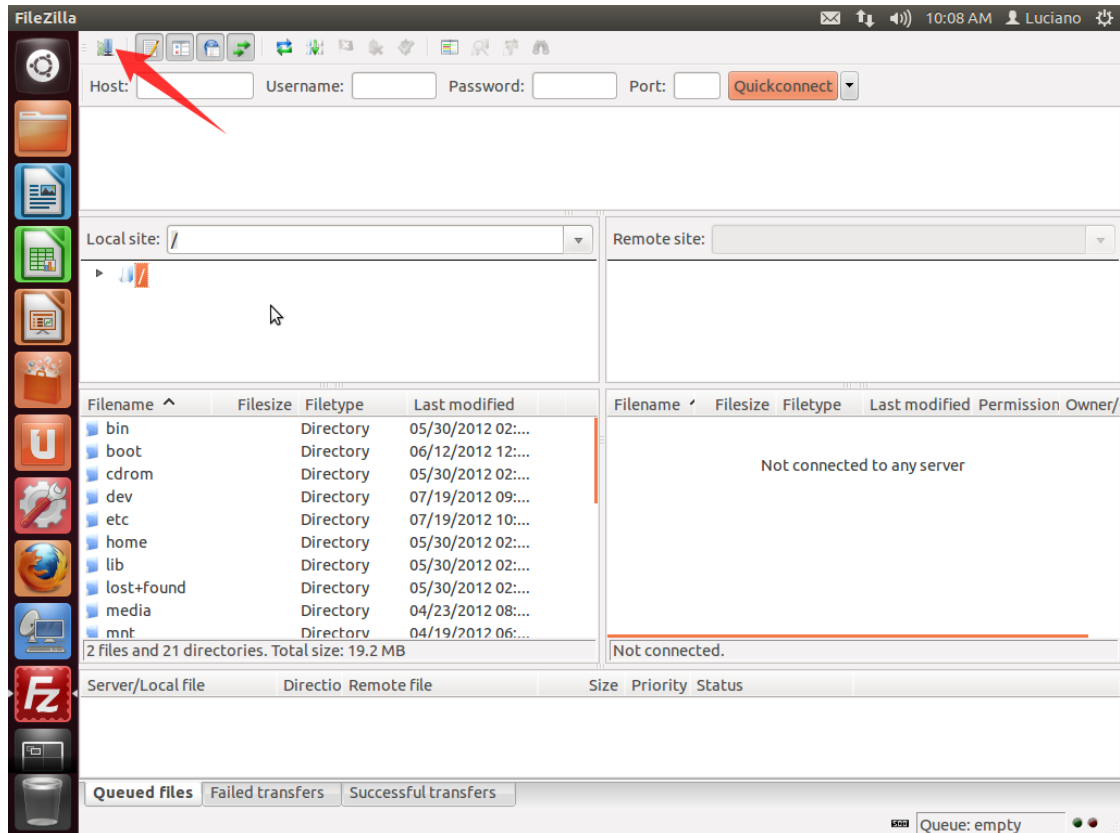 FileZilla 10:08 AM Luciano
Host: Username: Password: Port: Quickconnect
Local site: / Remote site:
/
Filename Filesize Filetype Last modified Filename Filesize Filetype Last modified Permission Owner/
bin Directory 05/30/2012 02:...
boot Directory 06/12/2012 12:...
cdrom Directory 05/30/2012 02:...
Not connected to any server
dev Directory 07/19/2012 09:...
etc Directory 07/19/2012 10:...
home Directory 05/30/2012 02:...
lib Directory 05/30/2012 02:...
lost+found Directory 05/30/2012 02:...
media Directory 04/23/2012 08:...
mnt Directory 04/19/2012 06:...
2 files and 21 directories. Total size: 19.2 MB Not connected.
Server/Local file Directio Remote file Size Priority Status
Queued files Failed transfers Successful transfers
Queue: empty